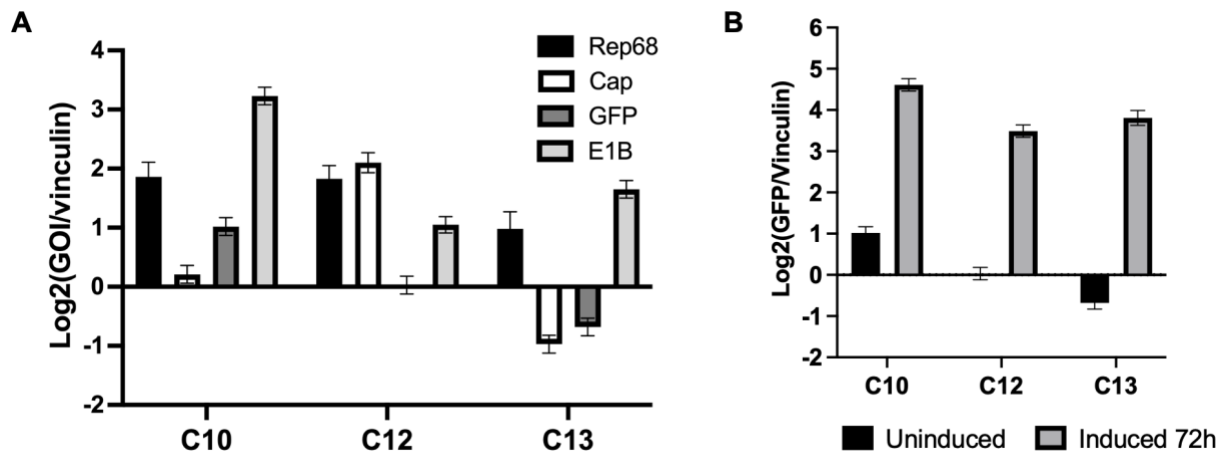 A
Log2(GOI/vinculin)
4
3
2
1
0
-1
-2
C10 C12 C13
Rep68
Cap
GFP
E1B
B
Log2(GFP/Vinculin)
6
5
4
3
2
1
0
-1
-2
C10 C12 C13
Uninduced Induced 72h